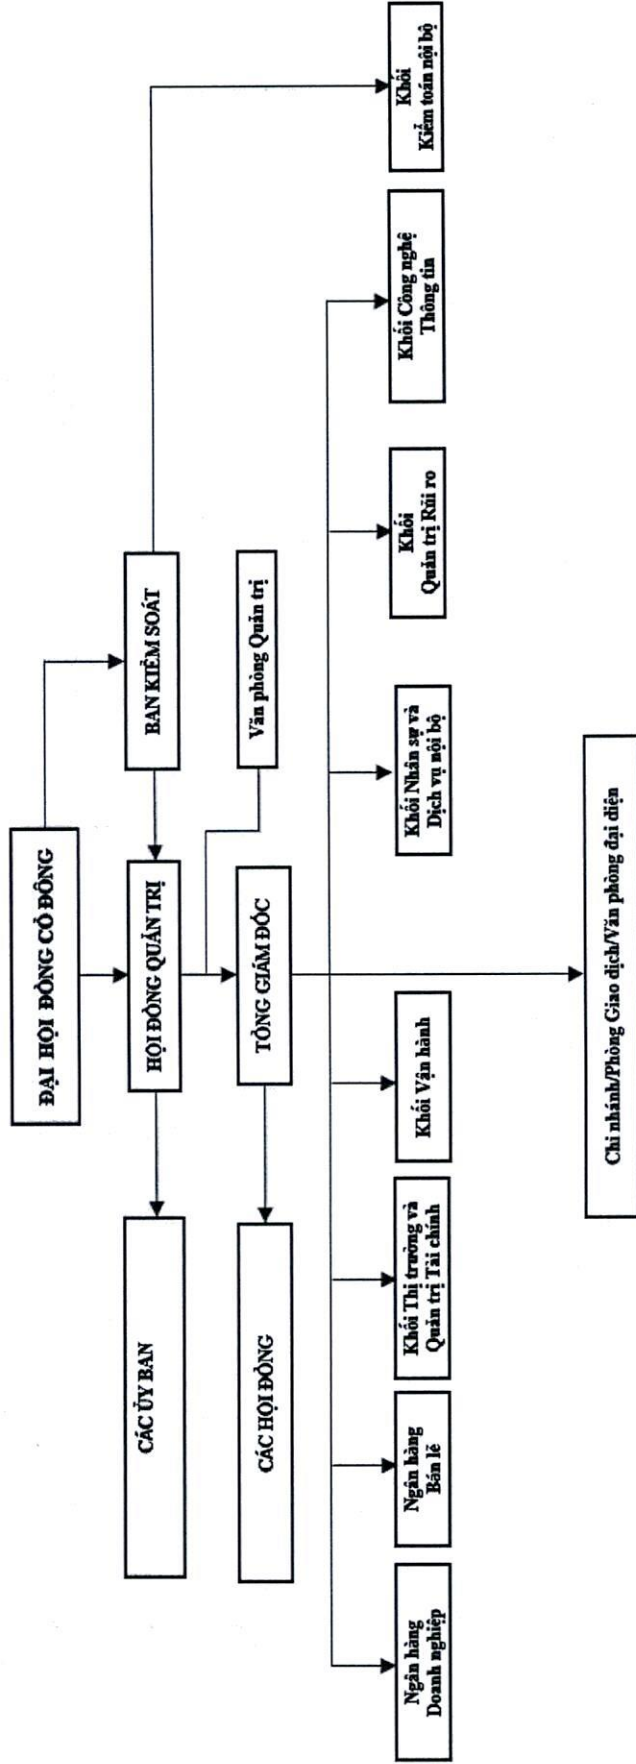 ĐẠI HỘI ĐỒNG CỔ ĐÔNG
BAN KIỂM SOÁT
HỘI ĐỒNG QUẢN TRỊ
CÁC ỦY BAN
Văn phòng Quản trị
TỔNG GIÁM ĐỐC
CÁC HỘI ĐỒNG
Ngân hàng
Doanh nghiệp
Ngân hàng
Bán lẻ
Khối Thị trường và
Quản trị Tài chính
Khối Vận hành
Khối Nhân sự và
Dịch vụ nội bộ
Khối
Quản trị Rủi ro
Khối Công nghệ
Thông tin
Khối
Kiểm toán nội bộ
Chi nhánh/Phòng Giao dịch/Văn phòng đại diện